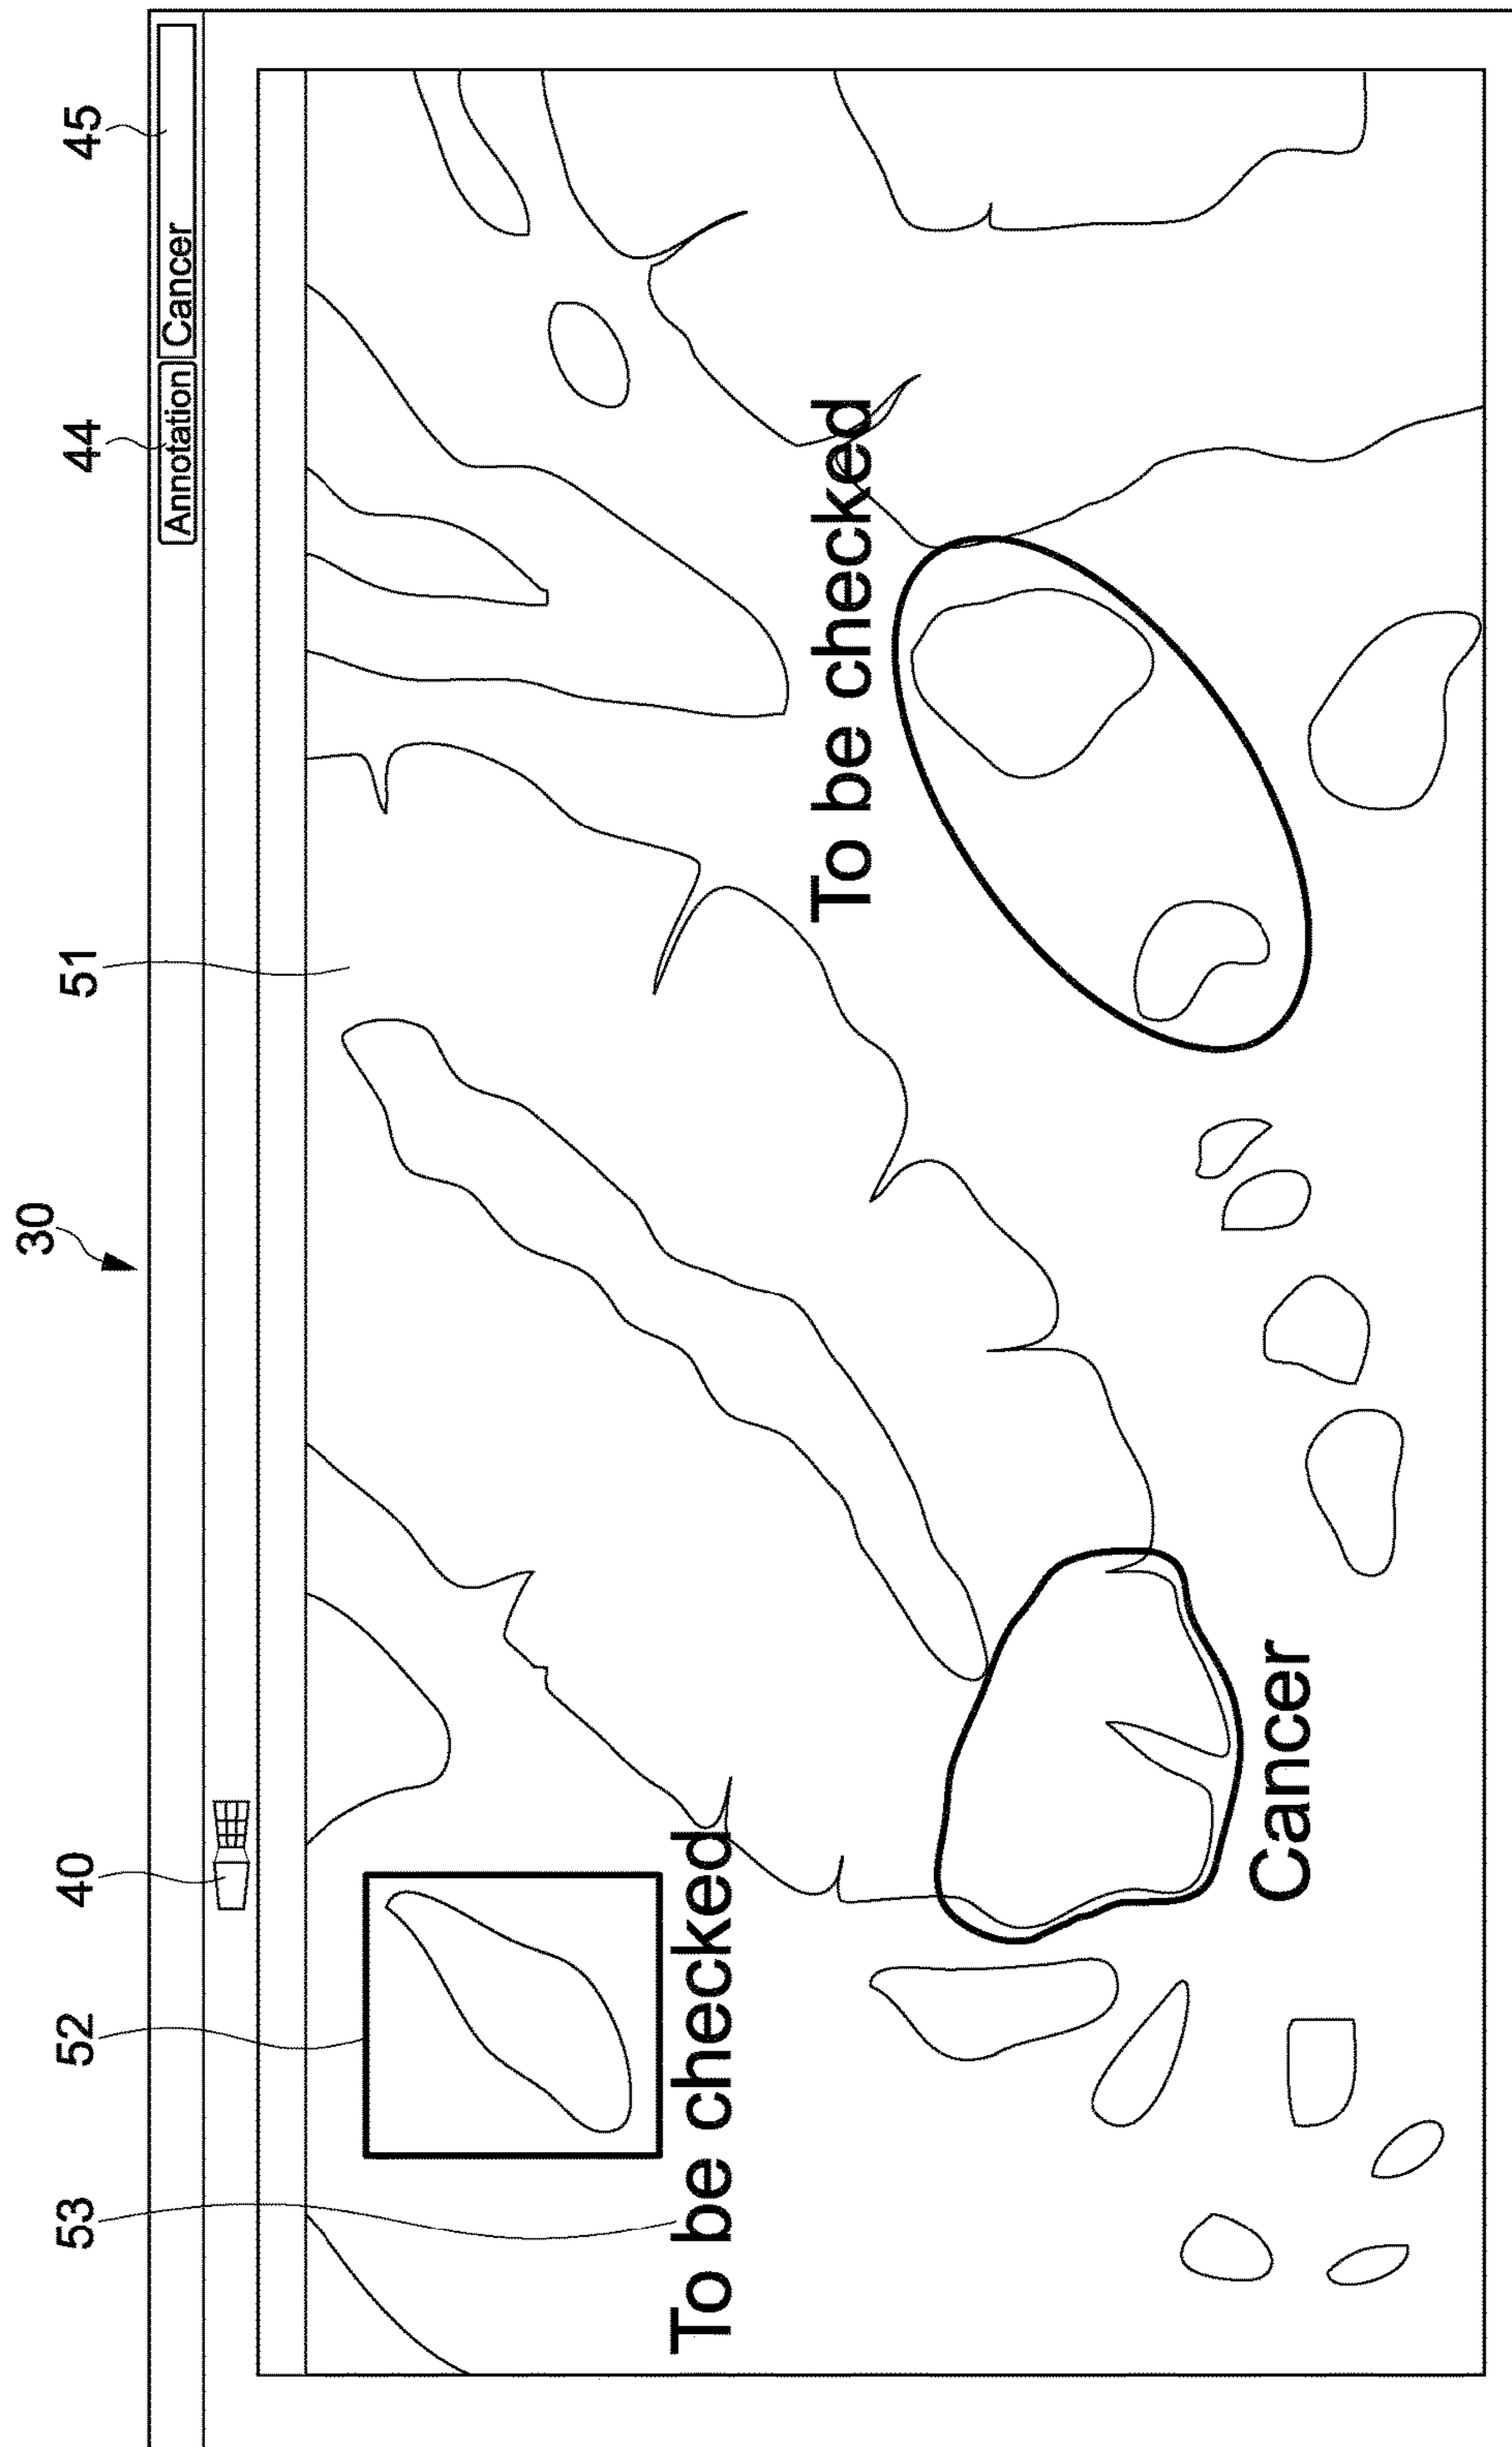 30
53 52 40 51 44 45
Annotation Cancer
To be checked
To be checked
Cancer